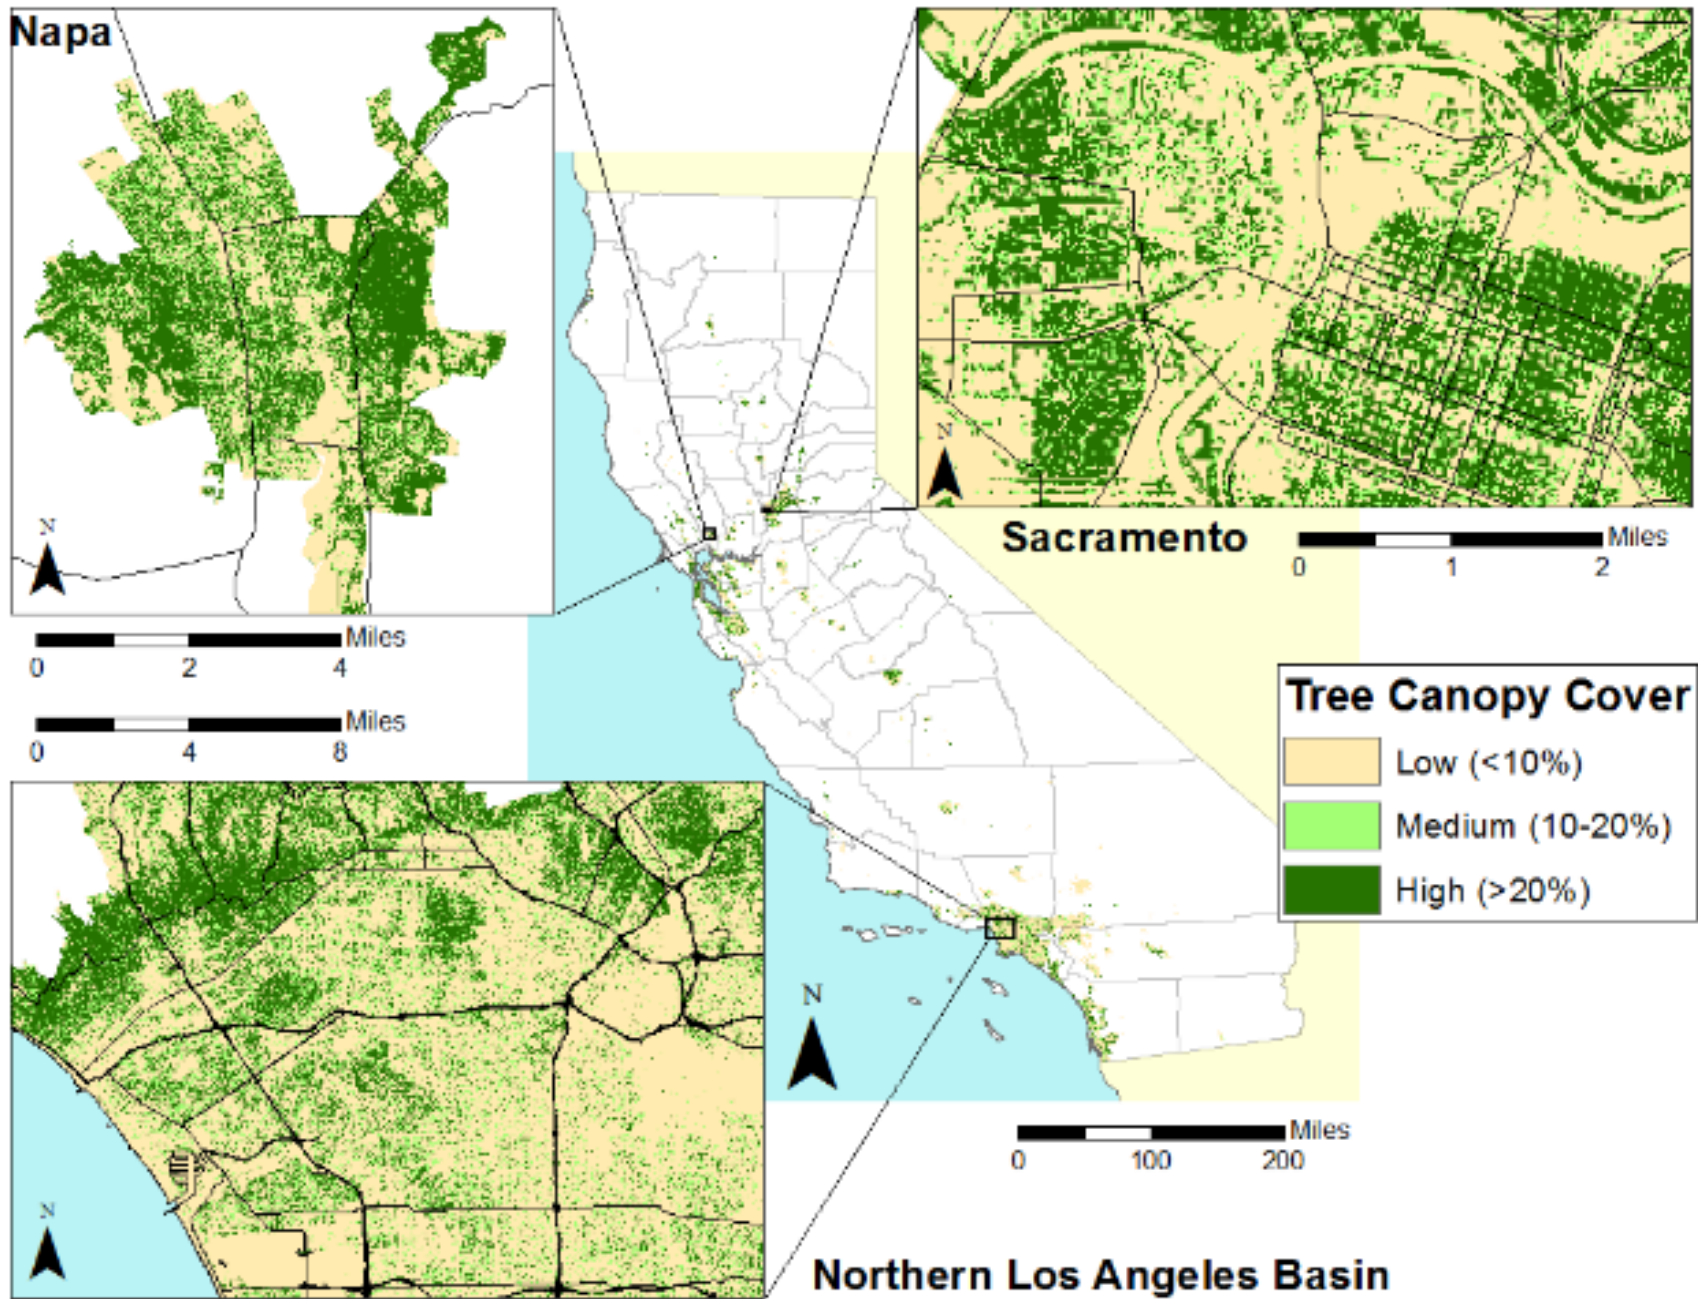 Napa
N
Miles
0 2 4
Miles
0 4 8
N
Sacramento
Miles
0 1 2
Tree Canopy Cover
Low (<10%)
Medium (10-20%)
High (>20%)
N
Miles
0 100 200
N
Northern Los Angeles Basin